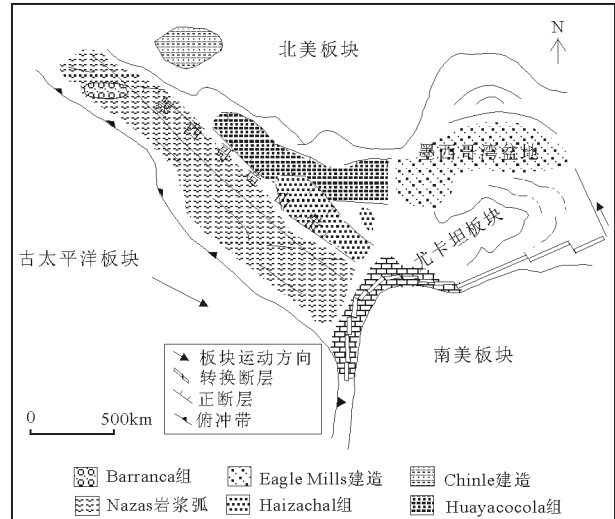 北美板块
N
墨西哥湾盆地
尤卡坦板块
古太平洋板块
南美板块
板块运动方向
转换断层
正断层
俯冲带
0 500km
Barranca组 Eagle Mills建造 Chinle建造
Nazas岩浆弧 Haizachal组 Huayacocola组